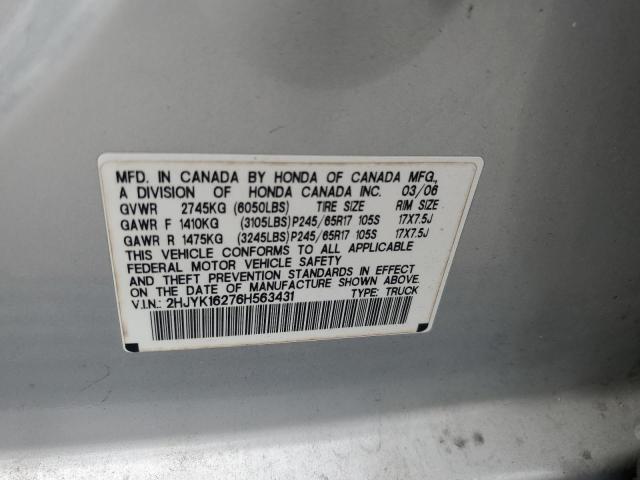 MFD. IN CANADA BY HONDA OF CANADA MFG.,
A DIVISION OF HONDA CANADA INC. 03/06
GVWR 2745KG (6050LBS) TIRE SIZE RIM SIZE
GAWR F 1410KG (3105LBS)P245/65R17 105S 17X7.5J
GAWR R 1475KG (3245LBS)P245/65R17 105S 17X7.5J
THIS VEHICLE CONFORMS TO ALL APPLICABLE
FEDERAL MOTOR VEHICLE SAFETY
AND THEFT PREVENTION STANDARDS IN EFFECT
ON THE DATE OF MANUFACTURE SHOWN ABOVE.
V.I.N.: 2HJYK16276H563431 TYPE: TRUCK